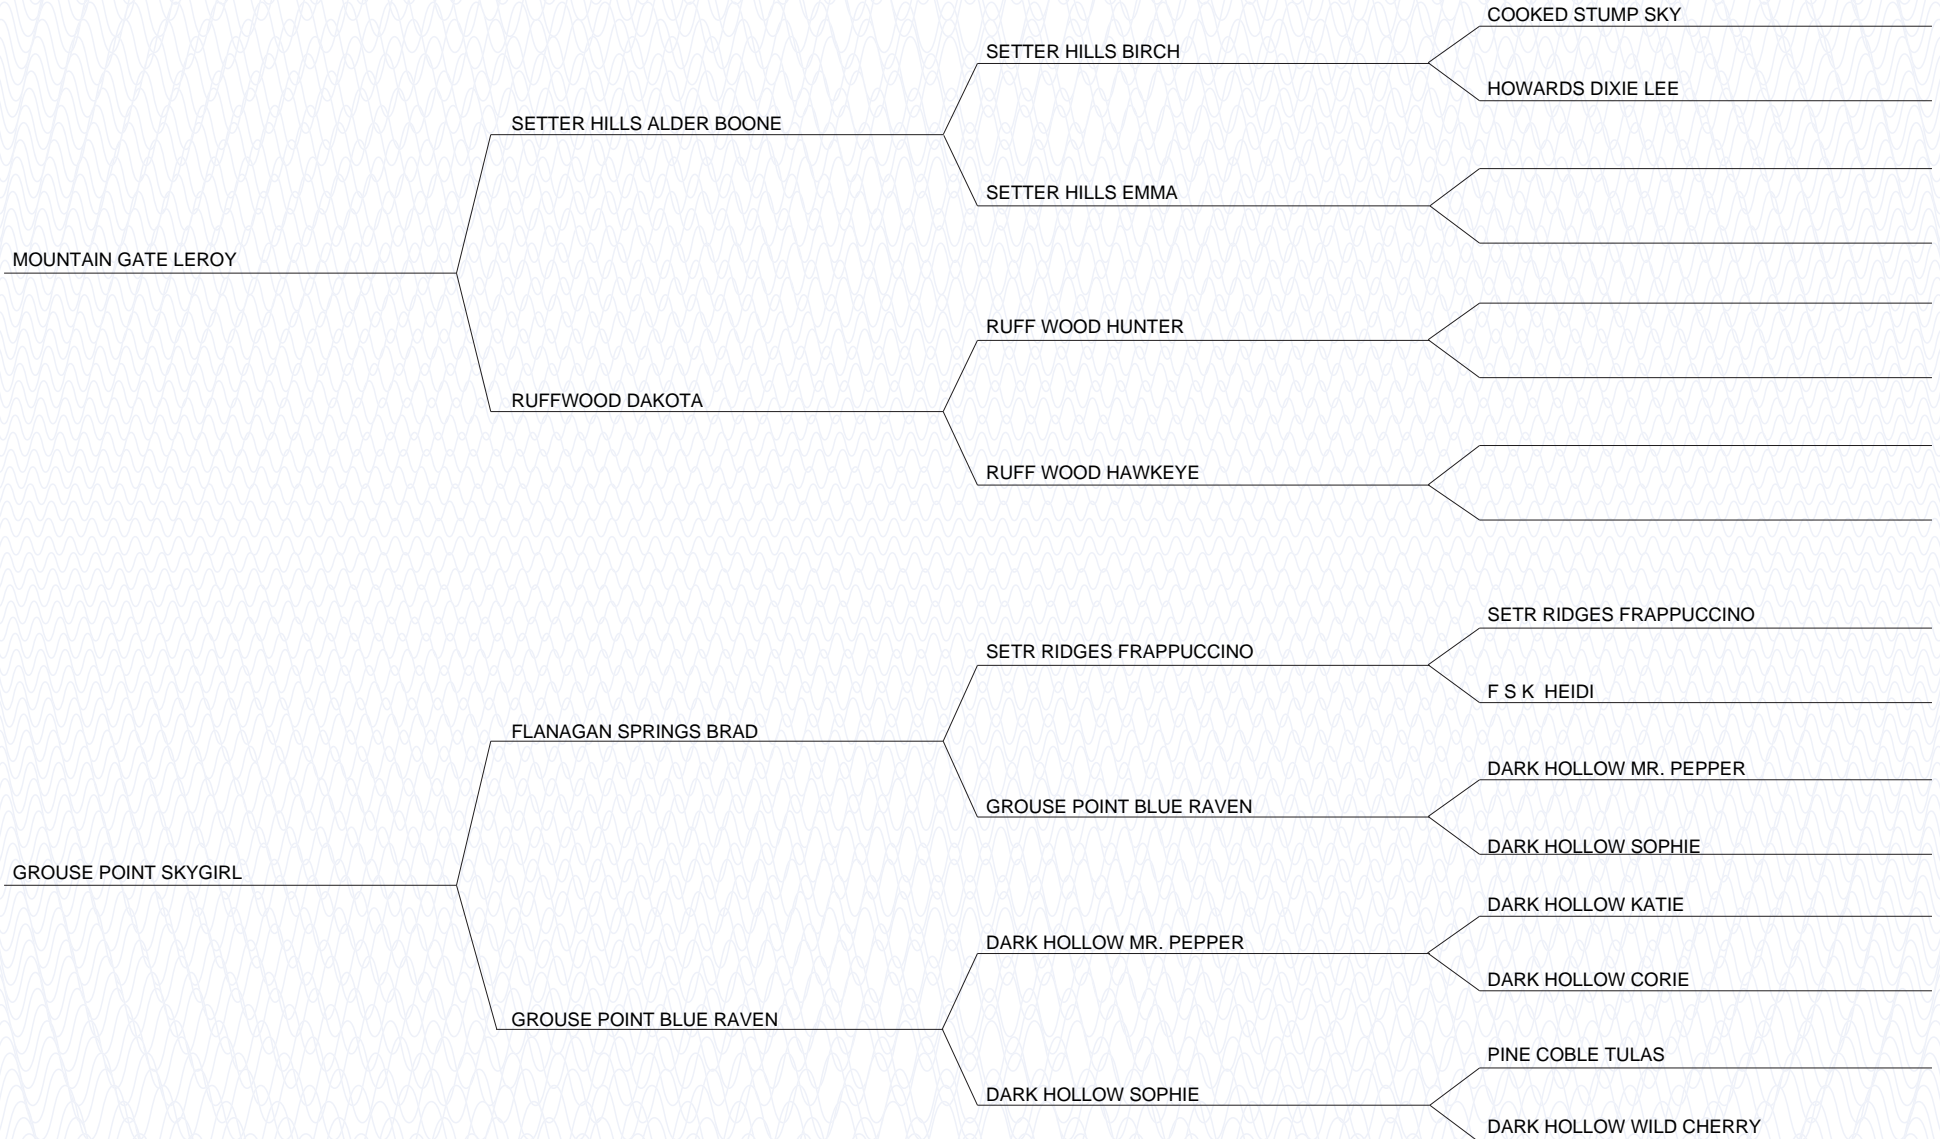 COOKED STUMP SKY
SETTER HILLS BIRCH
HOWARDS DIXIE LEE
SETTER HILLS ALDER BOONE
SETTER HILLS EMMA
MOUNTAIN GATE LEROY
RUFF WOOD HUNTER
RUFFWOOD DAKOTA
RUFF WOOD HAWKEYE
SETR RIDGES FRAPPUCCINO
SETR RIDGES FRAPPUCCINO
F S K  HEIDI
FLANAGAN SPRINGS BRAD
DARK HOLLOW MR. PEPPER
GROUSE POINT BLUE RAVEN
DARK HOLLOW SOPHIE
GROUSE POINT SKYGIRL
DARK HOLLOW KATIE
DARK HOLLOW MR. PEPPER
DARK HOLLOW CORIE
GROUSE POINT BLUE RAVEN
PINE COBLE TULAS
DARK HOLLOW SOPHIE
DARK HOLLOW WILD CHERRY